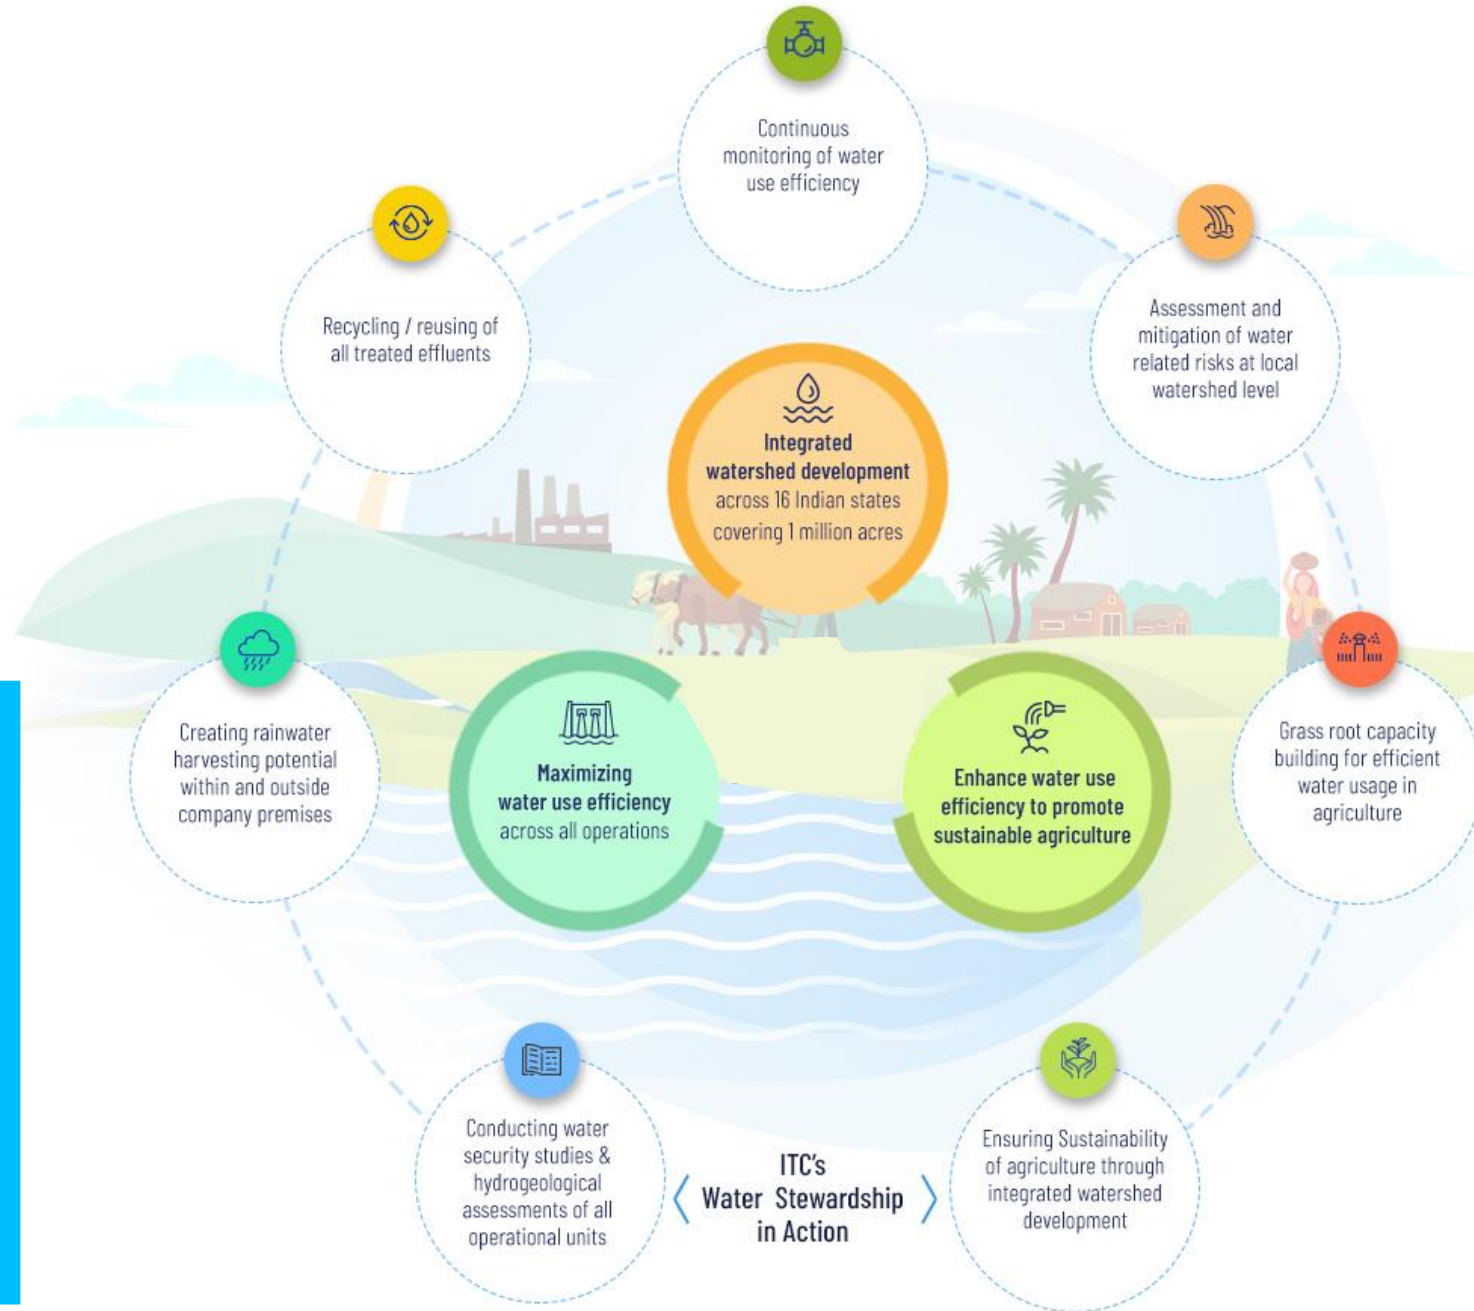 Continuous
monitoring of water
use efficiency
Recycling / reusing of
all treated effluents
Assessment and
mitigation of water
related risks at local
watershed level
Integrated
watershed development
across 16 Indian states
covering 1 million acres
Creating rainwater
harvesting potential
within and outside
company premises
Maximizing
water use efficiency
across all operations
Enhance water use
efficiency to promote
sustainable agriculture
Grass root capacity
building for efficient
water usage in
agriculture
Conducting water
security studies &
hydrogeological
assessments of all
operational units
ITC's
Water Stewardship
in Action
Ensuring Sustainability
of agriculture through
integrated watershed
development